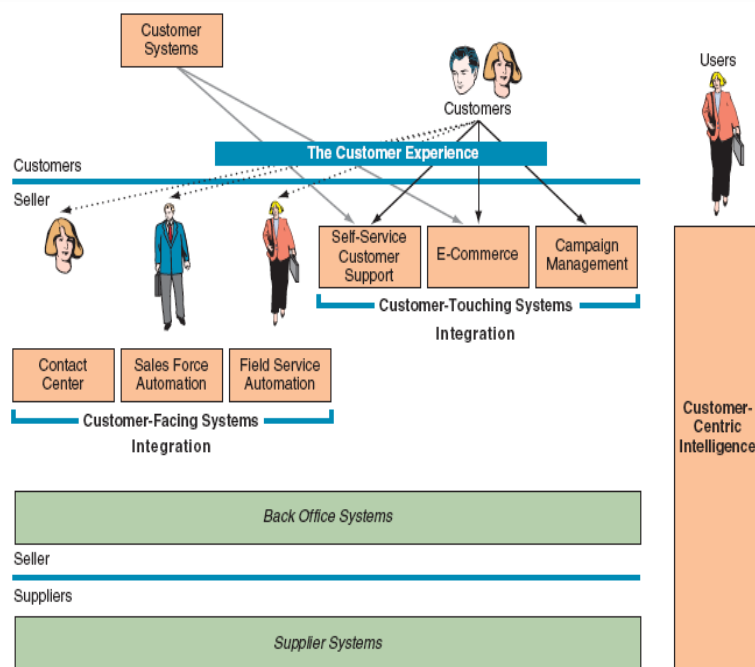 Customer
Systems
Users
Customers
The Customer Experience
Customers
Seller
Self-Service
Customer
Support
E-Commerce
Campaign
Management
Customer-Touching Systems
Integration
Contact
Center
Sales Force
Automation
Field Service
Automation
Customer-Facing Systems
Integration
Customer-
Centric
Intelligence
Back Office Systems
Seller
Suppliers
Supplier Systems